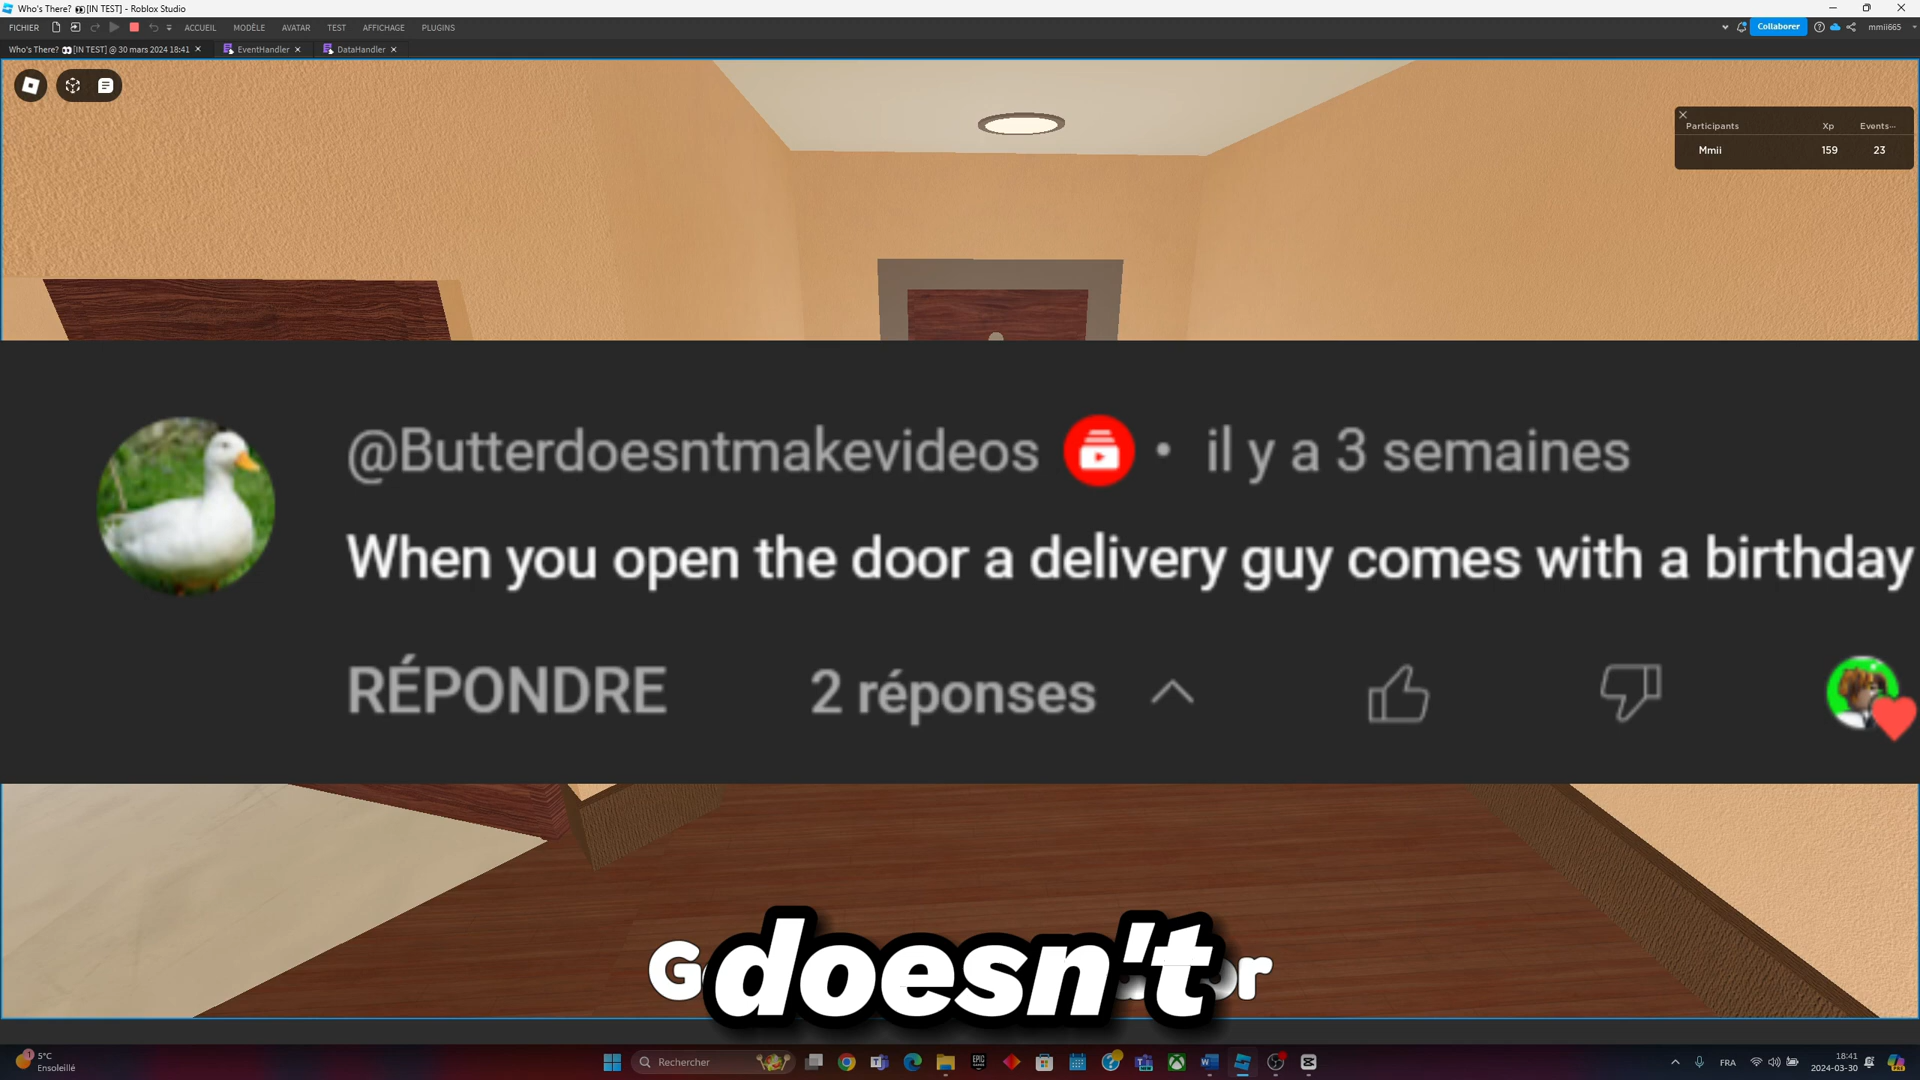 Who's There? 👀[IN TEST] - Roblox Studio
FICHIER ACCUEIL MODÈLE AVATAR TEST AFFICHAGE PLUGINS Collaborer mmii665
Who's There? 👀[IN TEST] @ 30 mars 2024 18:41 EventHandler DataHandler
Participants Xp Events...
Mmii 159 23
@Butterdoesntmakevideos • il y a 3 semaines
When you open the door a delivery guy comes with a birthday
RÉPONDRE 2 réponses
doesn't
5°C
Ensoleillé
Rechercher
FRA
18:41
2024-03-30